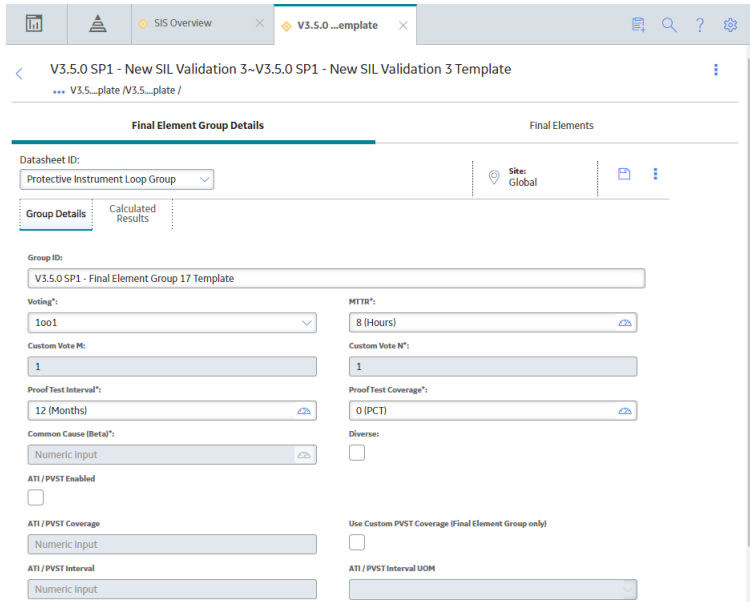 SIS Overview
V3.5.0 ...emplate
V3.5.0 SP1 - New SIL Validation 3~V3.5.0 SP1 - New SIL Validation 3 Template
••• V3.5....plate /V3.5....plate /
Final Element Group Details
Final Elements
Datasheet ID:
Protective Instrument Loop Group
Site:
Global
Group Details
Calculated
Results
Group ID:
V3.5.0 SP1 - Final Element Group 17 Template
Voting*:
MTTR*:
1oo1
8 (Hours)
Custom Vote M:
Custom Vote N*:
1
1
Proof Test Interval*:
Proof Test Coverage*:
12 (Months)
0 (PCT)
Common Cause (Beta)*:
Diverse:
Numeric input
ATI / PVST Enabled
ATI / PVST Coverage
Use Custom PVST Coverage (Final Element Group only)
Numeric input
ATI / PVST Interval
ATI / PVST Interval UOM
Numeric input